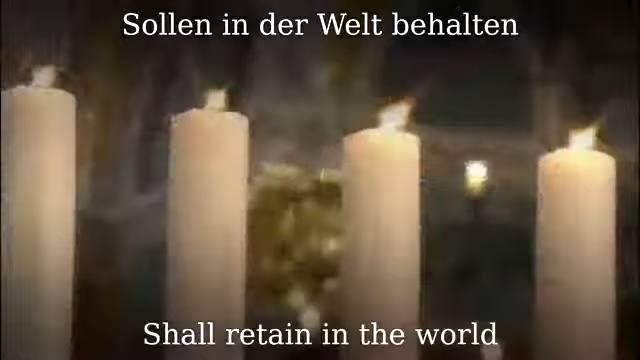 Sollen in der Welt behalten
Shall retain in the world